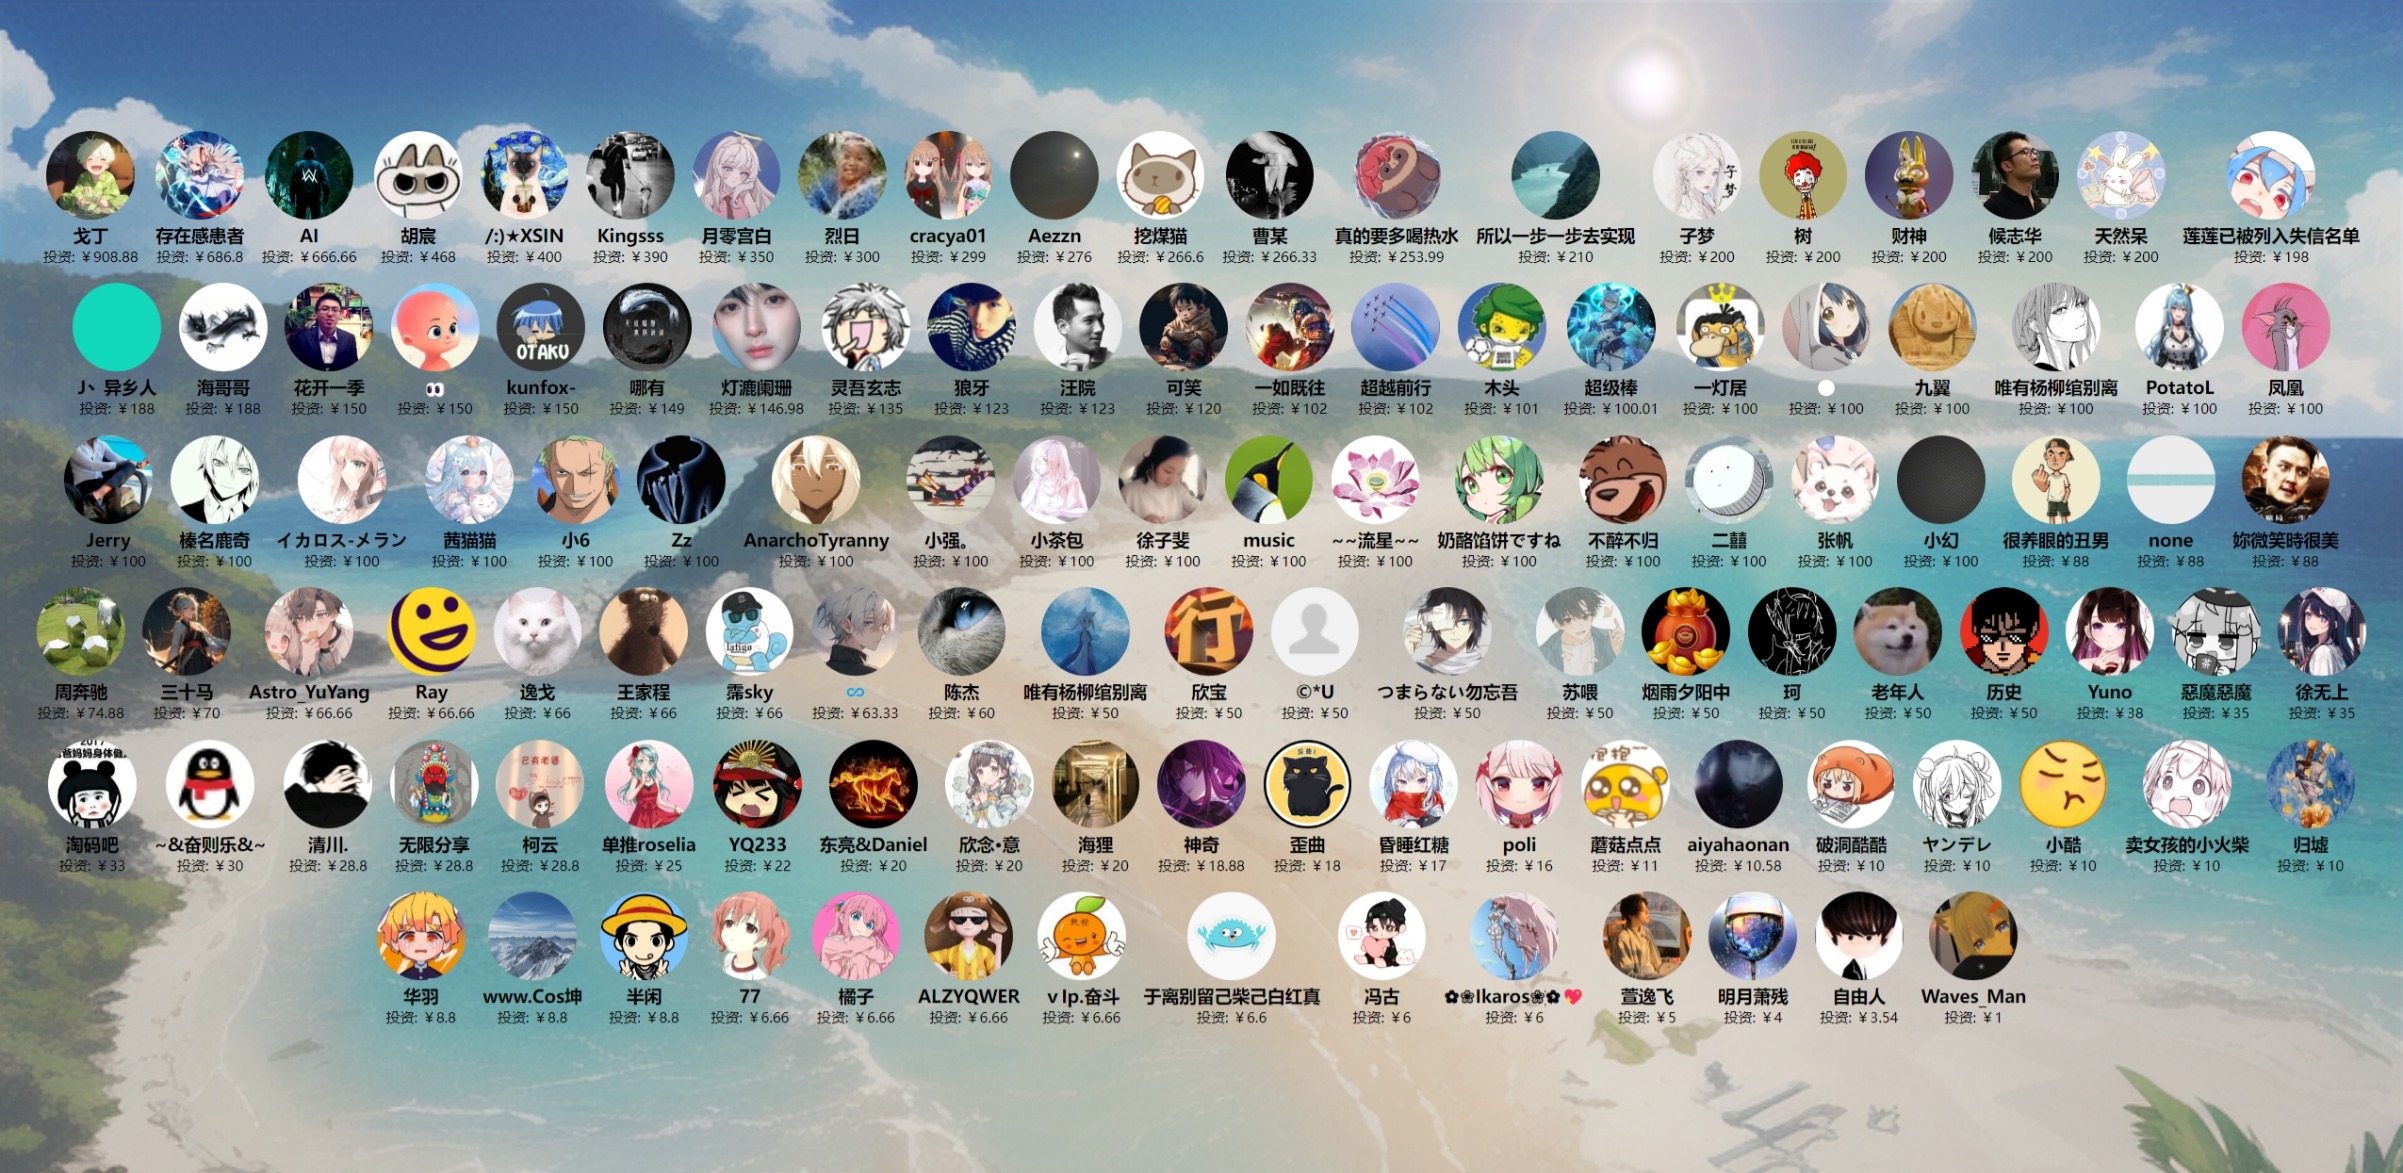 戈丁 存在感患者 AI 胡宸 /:)★XSIN Kingsss 月零宫白 烈日 cracya01 Aezzn 挖煤猫 曹某 真的要多喝热水 所以一步一步去实现 子梦 树 财神 候志华 天然呆 莲莲已被列入失信名单
投资: ￥908.88 投资: ￥686.8 投资: ￥666.66 投资: ￥468 投资: ￥400 投资: ￥390 投资: ￥350 投资: ￥300 投资: ￥299 投资: ￥276 投资: ￥266.6 投资: ￥266.33 投资: ￥253.99 投资: ￥210 投资: ￥200 投资: ￥200 投资: ￥200 投资: ￥200 投资: ￥200 投资: ￥198
OTAKU
小、异乡人 海哥哥 花开一季 👀 kunfox- 哪有 灯漉阑珊 灵吾玄志 狼牙 汪院 可笑 一如既往 超越前行 木头 超级棒 一灯居 ⚪ 九翼 唯有杨柳绾别离 PotatoL 凤凰
投资: ￥188 投资: ￥188 投资: ￥150 投资: ￥150 投资: ￥150 投资: ￥149 投资: ￥146.98 投资: ￥135 投资: ￥123 投资: ￥123 投资: ￥120 投资: ￥102 投资: ￥102 投资: ￥101 投资: ￥100.01 投资: ￥100 投资: ￥100 投资: ￥100 投资: ￥100 投资: ￥100 投资: ￥100
Jerry 榛名鹿奇 イカロス-メラン 茜猫猫 小6 Zz AnarchoTyranny 小强。 小茶包 徐子斐 music ~~流星~~ 奶酪馅饼ですね 不醉不归 二囍 张帆 小幻 很养眼的丑男 none 妳微笑時很美
投资: ￥100 投资: ￥100 投资: ￥100 投资: ￥100 投资: ￥100 投资: ￥100 投资: ￥100 投资: ￥100 投资: ￥100 投资: ￥100 投资: ￥100 投资: ￥100 投资: ￥100 投资: ￥100 投资: ￥100 投资: ￥100 投资: ￥100 投资: ￥88 投资: ￥88 投资: ￥88
行
周奔驰 三十马 Astro_YuYang Ray 逸戈 王家程 霈sky ∞ 陈杰 唯有杨柳绾别离 欣宝 ©*U つまらない勿忘吾 苏喂 烟雨夕阳中 珂 老年人 历史 Yuno 惡魔惡魔 徐无上
投资: ￥74.88 投资: ￥70 投资: ￥66.66 投资: ￥66.66 投资: ￥66 投资: ￥66 投资: ￥66 投资: ￥63.33 投资: ￥60 投资: ￥50 投资: ￥50 投资: ￥50 投资: ￥50 投资: ￥50 投资: ￥50 投资: ￥50 投资: ￥50 投资: ￥50 投资: ￥38 投资: ￥35 投资: ￥35
淘码吧 ~&奋则乐&~ 清川. 无限分享 柯云 单推roselia YQ233 东亮&Daniel 欣念•意 海狸 神奇 歪曲 昏睡红糖 poli 蘑菇点点 aiyahaonan 破洞酷酷 ヤンデレ 小酷 卖女孩的小火柴 归墟
投资: ￥33 投资: ￥30 投资: ￥28.8 投资: ￥28.8 投资: ￥28.8 投资: ￥25 投资: ￥22 投资: ￥20 投资: ￥20 投资: ￥20 投资: ￥18.88 投资: ￥18 投资: ￥17 投资: ￥16 投资: ￥11 投资: ￥10.58 投资: ￥10 投资: ￥10 投资: ￥10 投资: ￥10 投资: ￥10
华羽 www.Cos坤 半闲 77 橘子 ALZYQWER v lp.奋斗 于离别留己柴己白红真 冯古 ✿❀Ikaros❀✿💖 萱逸飞 明月萧残 自由人 Waves_Man
投资: ￥8.8 投资: ￥8.8 投资: ￥8.8 投资: ￥6.66 投资: ￥6.66 投资: ￥6.66 投资: ￥6.66 投资: ￥6.6 投资: ￥6 投资: ￥6 投资: ￥5 投资: ￥4 投资: ￥3.54 投资: ￥1